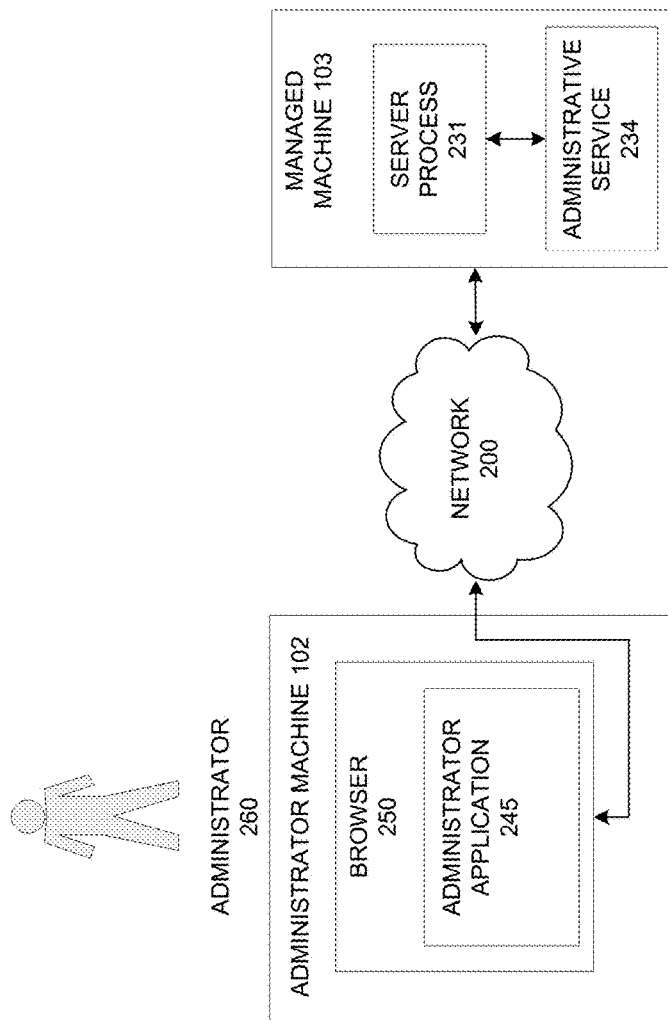 ADMINISTRATOR
260
ADMINISTRATOR MACHINE 102
BROWSER
250
ADMINISTRATOR
APPLICATION
245
NETWORK
200
MANAGED
MACHINE 103
SERVER
PROCESS
231
ADMINISTRATIVE
SERVICE
234